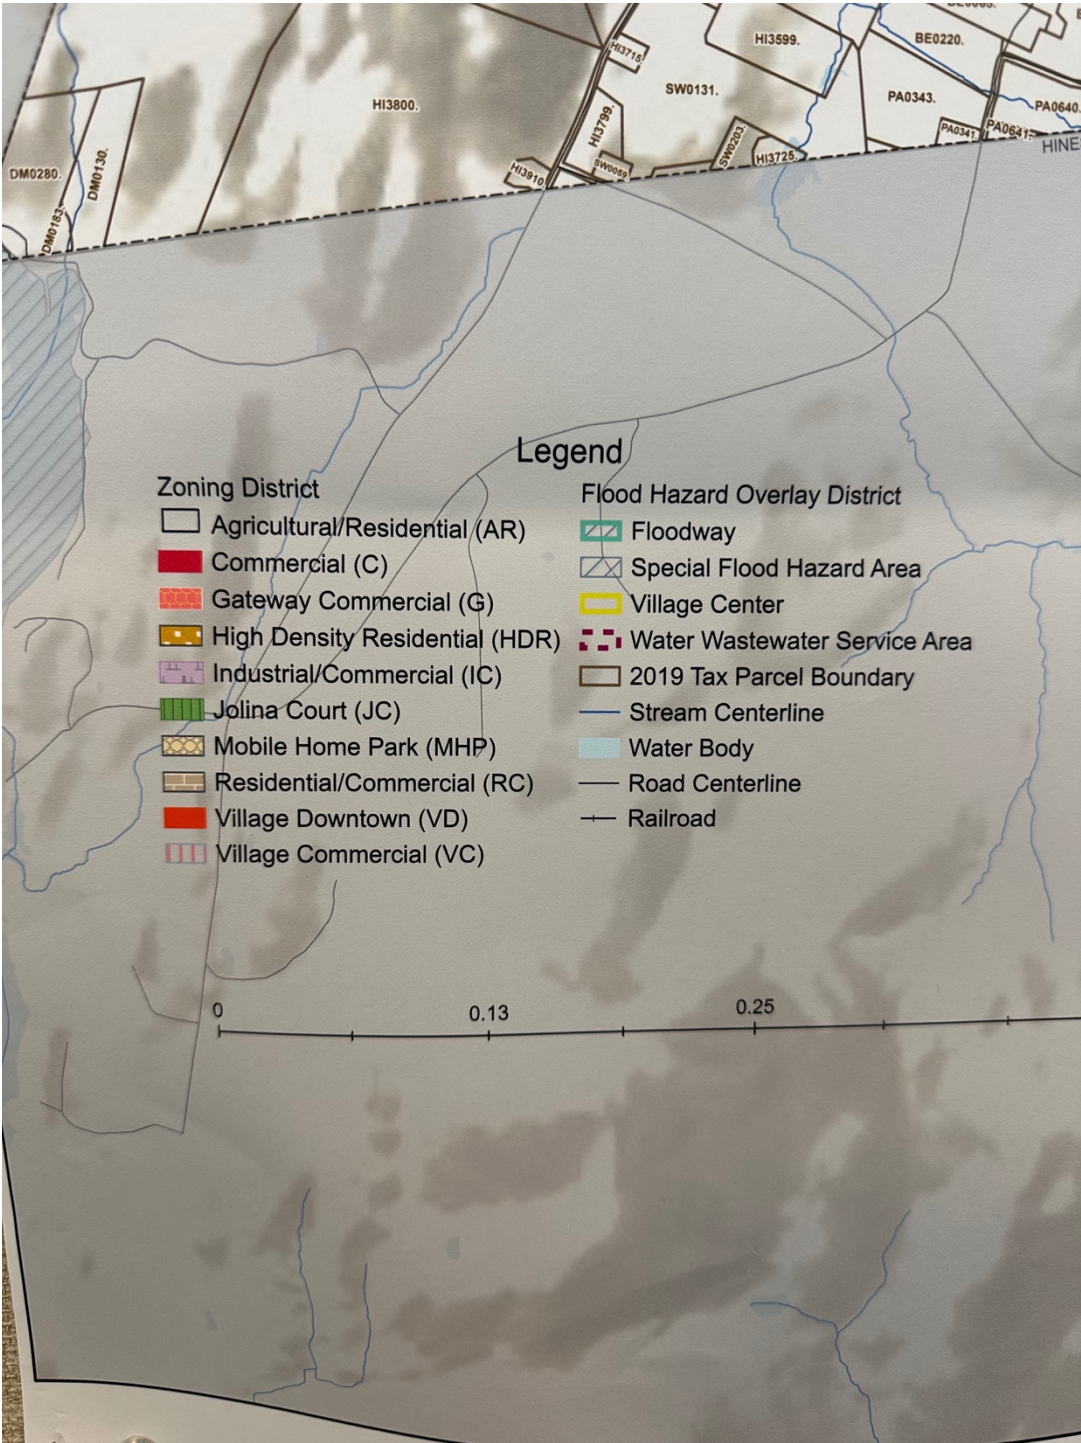 HI3715.
HI3599.
BE0220.
SW0131.
PA0343.
PA0640.
HI3800.
HI3799.
PA0341.
PA0641.
SW0203.
HINE
HI3725.
SW0059.
HI3910.
DM0280.
DM0130.
DM0183.
Legend
Zoning District
Agricultural/Residential (AR)
Commercial (C)
Gateway Commercial (G)
High Density Residential (HDR)
Industrial/Commercial (IC)
Jolina Court (JC)
Mobile Home Park (MHP)
Residential/Commercial (RC)
Village Downtown (VD)
Village Commercial (VC)
Flood Hazard Overlay District
Floodway
Special Flood Hazard Area
Village Center
Water Wastewater Service Area
2019 Tax Parcel Boundary
Stream Centerline
Water Body
Road Centerline
Railroad
0 0.13 0.25